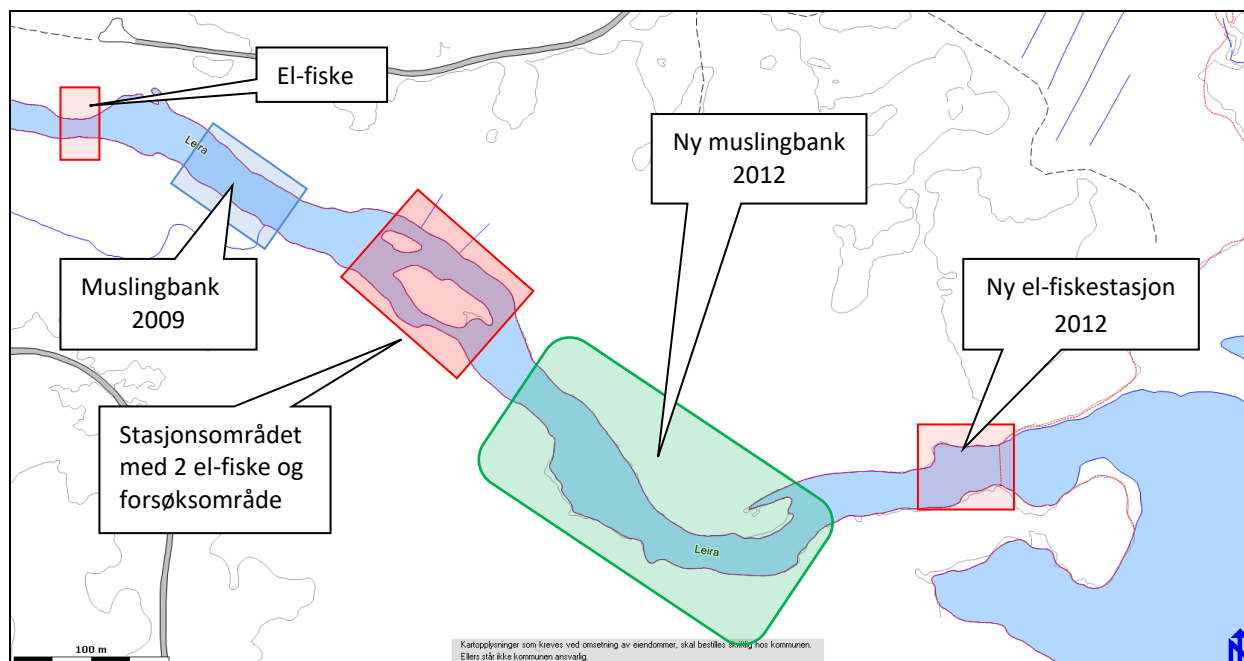 El-fiske
Leira
Ny muslingbank
2012
Muslingbank
2009
Ny el-fiskestasjon
2012
Stasjonsområdet
med 2 el-fiske og
forsøksområde
Leira
100 m
Kartopplysninger som kreves ved omsetning av eiendommer, skal bestilles skriftlig hos kommunen.
Ellers står ikke kommunen ansvarlig.
N